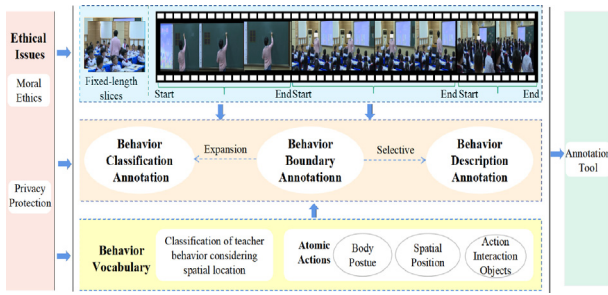 Ethical
Issues
Moral
Ethics
Privacy
Protection
Fixed-length
slices
Start
End
Start
End
Start
End
Behavior
Classification
Annotation
Expansion
Behavior
Boundary
Annotationn
Selective
Behavior
Description
Annotation
Behavior
Vocabulary
Classification of teacher
behavior considering
spatial location
Atomic
Actions
Body
Postue
Spatial
Position
Action
Interaction
Objects
Annotation
Tool